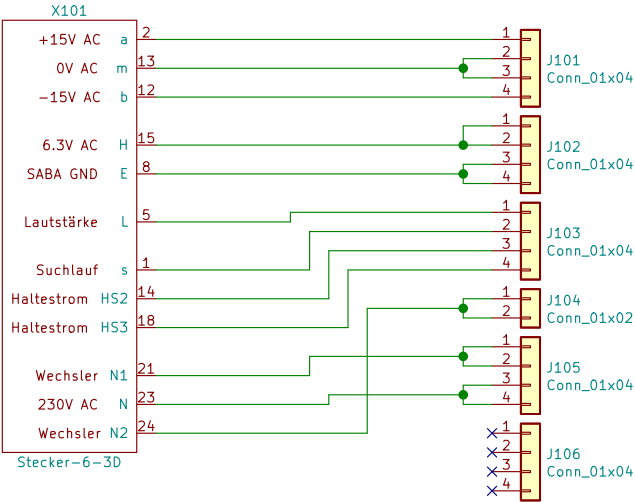 X101
+15V AC a 2
0V AC m 13
-15V AC b 12
6.3V AC H 15
SABA GND E 8
Lautstärke L 5
Suchlauf s 1
Haltestrom HS2 14
Haltestrom HS3 18
Wechsler N1 21
230V AC N 23
Wechsler N2 24
Stecker-6-3D
1
2
3
4
J101
Conn_01x04
1
2
3
4
J102
Conn_01x04
1
2
3
4
J103
Conn_01x04
1
2
J104
Conn_01x02
1
2
3
4
J105
Conn_01x04
1
2
3
4
J106
Conn_01x04